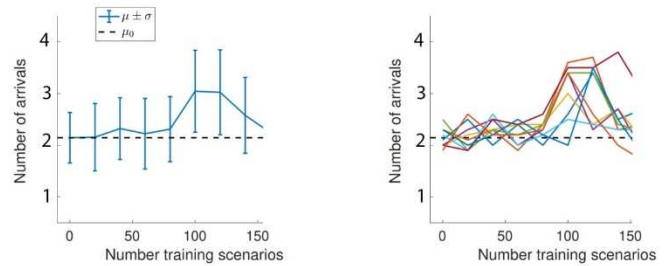 μ ± σ
μ₀
4
3
2
1
0 50 100 150
Number of arrivals
Number training scenarios
4
3
2
1
0 50 100 150
Number of arrivals
Number training scenarios